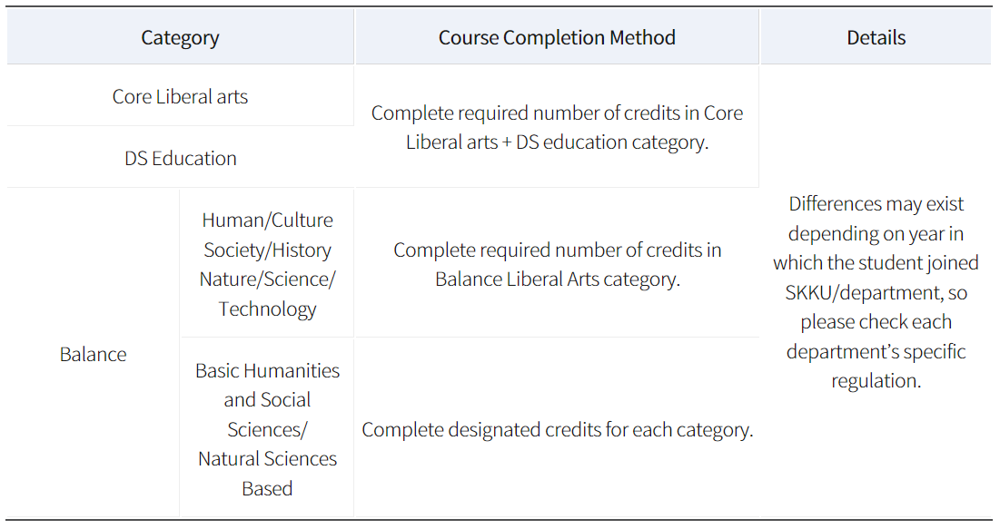 Category
Course Completion Method
Details
Core Liberal arts
DS Education
Complete required number of credits in Core
Liberal arts + DS education category.
Balance
Human/Culture
Society/History
Nature/Science/
Technology
Complete required number of credits in
Balance Liberal Arts category.
Basic Humanities
and Social
Sciences/
Natural Sciences
Based
Complete designated credits for each category.
Differences may exist
depending on year in
which the student joined
SKKU/department, so
please check each
department’s specific
regulation.